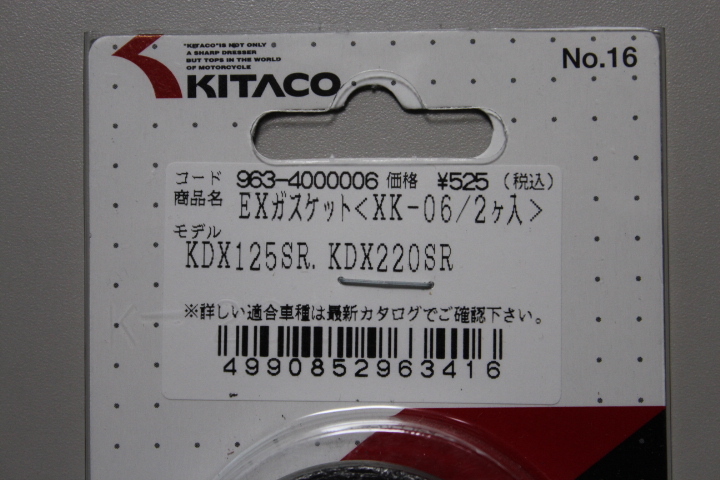 "KITACO" IS NOT ONLY
A SHARP DRESSER
BUT TOPS IN THE WORLD
OF MOTORCYCLE
KITACO
No.16
コード 963-4000006 価格 ¥525 (税込)
商品名 EXガスケット<XK-06/2ヶ入>
モデル
KDX125SR. KDX220SR
※詳しい適合車種は最新カタログでご確認下さい。
4990852963416